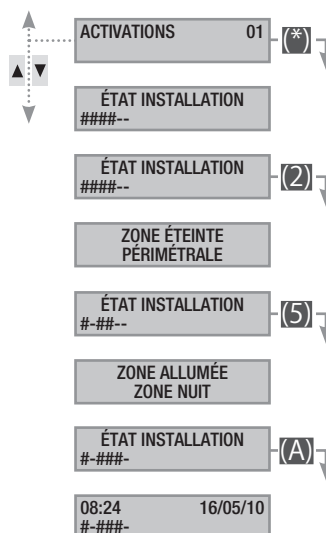 ACTIVATIONS 01
(*)
▲ ▼
ÉTAT INSTALLATION
####--
ÉTAT INSTALLATION
####--
(2)
ZONE ÉTEINTE
PÉRIMÉTRALE
ÉTAT INSTALLATION
#-##--
(5)
ZONE ALLUMÉE
ZONE NUIT
ÉTAT INSTALLATION
#-###-
(A)
08:24 16/05/10
#-###-